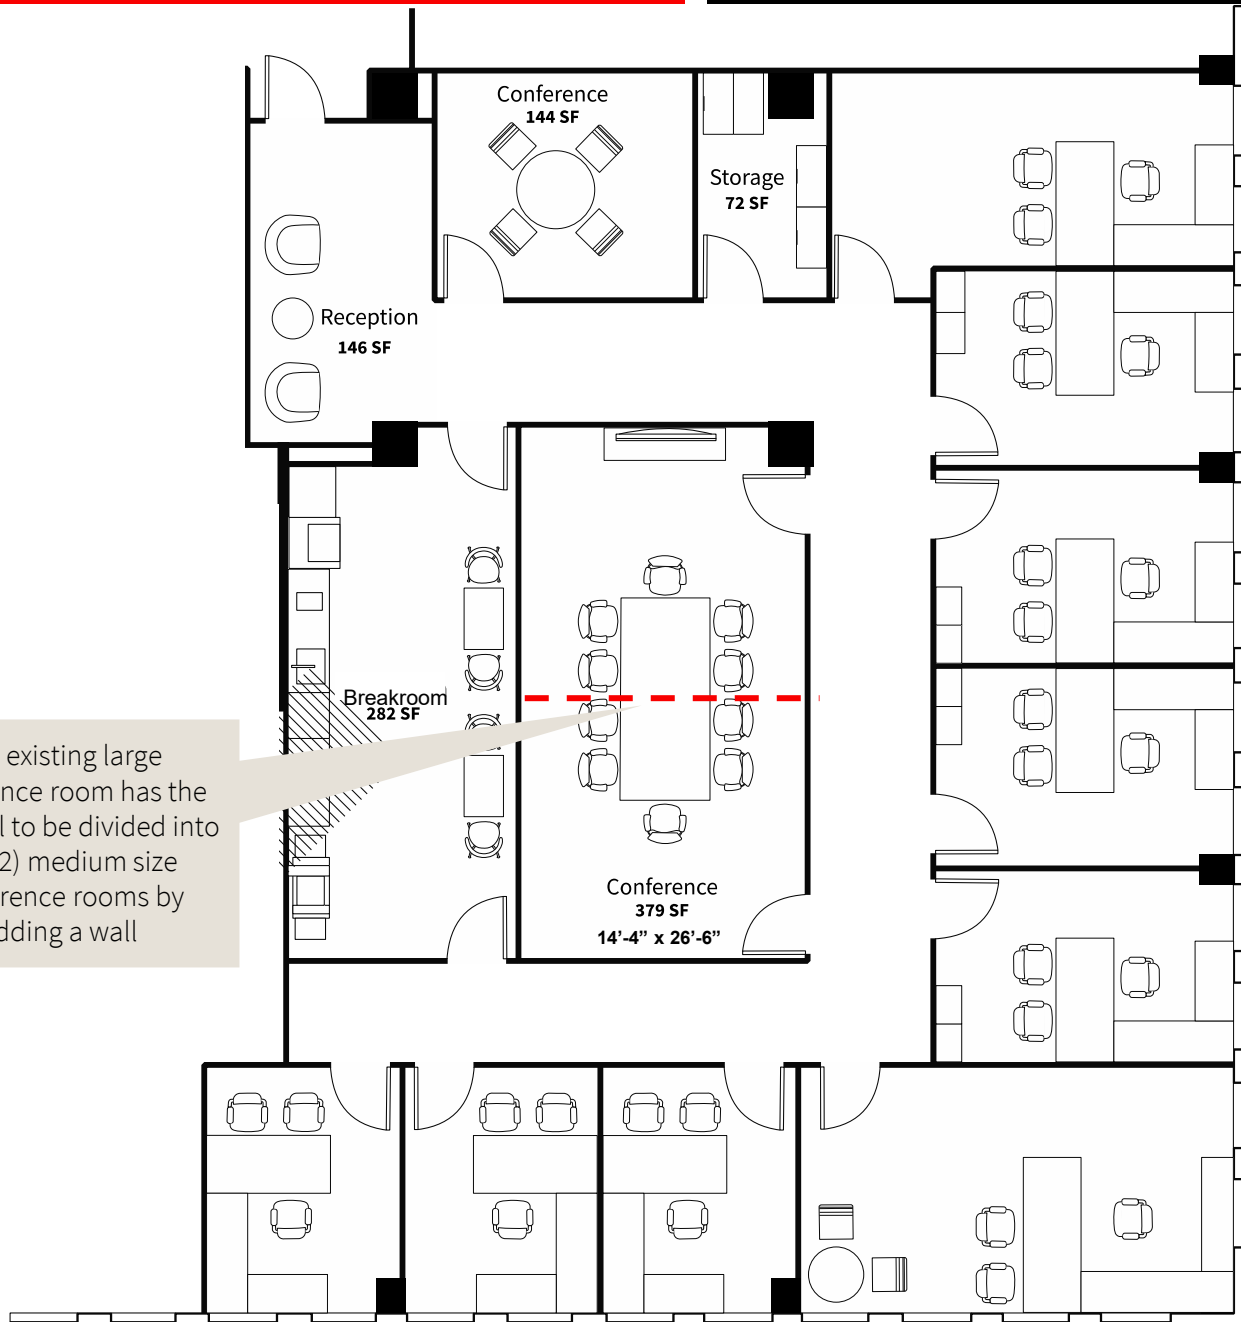 Conference
144 SF
Storage
72 SF
Reception
146 SF
Breakroom
282 SF
existing large
nce room has the
l to be divided into
2) medium size
rence rooms by
dding a wall
Conference
379 SF
14’-4” x 26’-6”